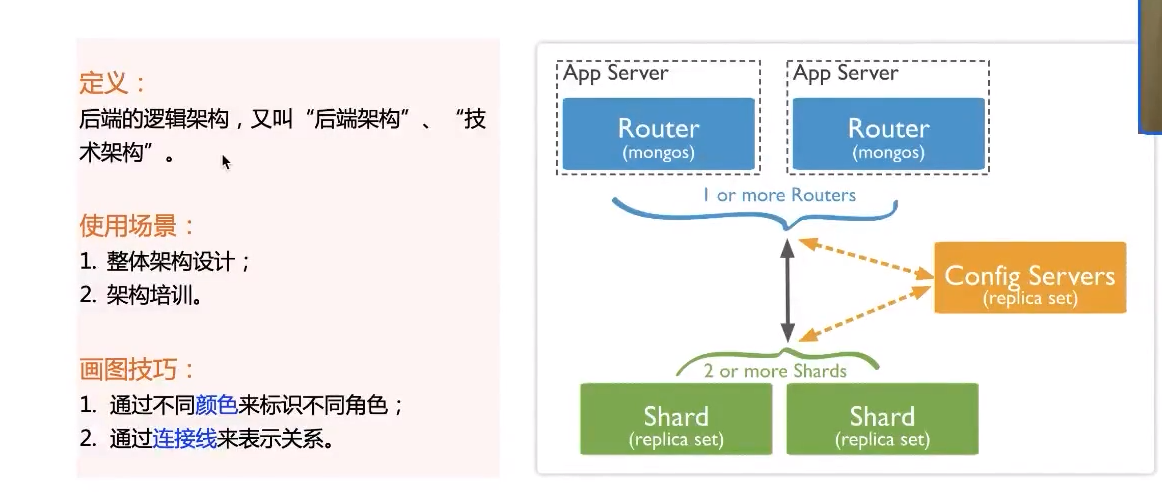 定义：
后端的逻辑架构，又叫“后端架构”、“技
术架构”。
使用场景：
1. 整体架构设计；
2. 架构培训。
画图技巧：
1. 通过不同颜色来标识不同角色；
2. 通过连接线来表示关系。
App Server
Router
(mongos)
App Server
Router
(mongos)
1 or more Routers
Config Servers
(replica set)
2 or more Shards
Shard
(replica set)
Shard
(replica set)